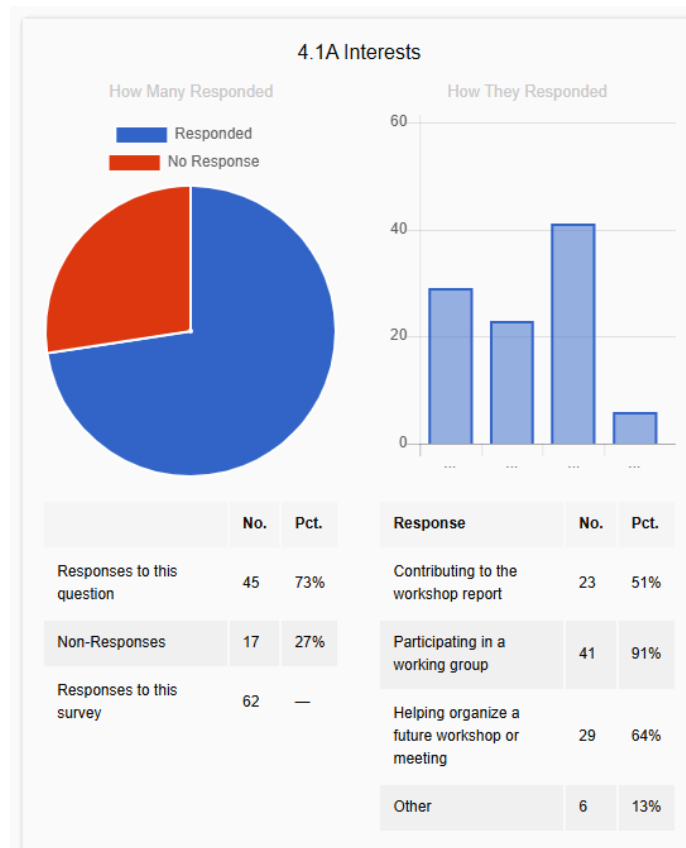 4.1A Interests
How Many Responded
Responded
No Response
How They Responded
60
40
20
0
...
...
...
...
No. Pct.
Responses to this
question
45 73%
Non-Responses 17 27%
Responses to this
survey
62 —
Response No. Pct.
Contributing to the
workshop report
23 51%
Participating in a
working group
41 91%
Helping organize a
future workshop or
meeting
29 64%
Other 6 13%